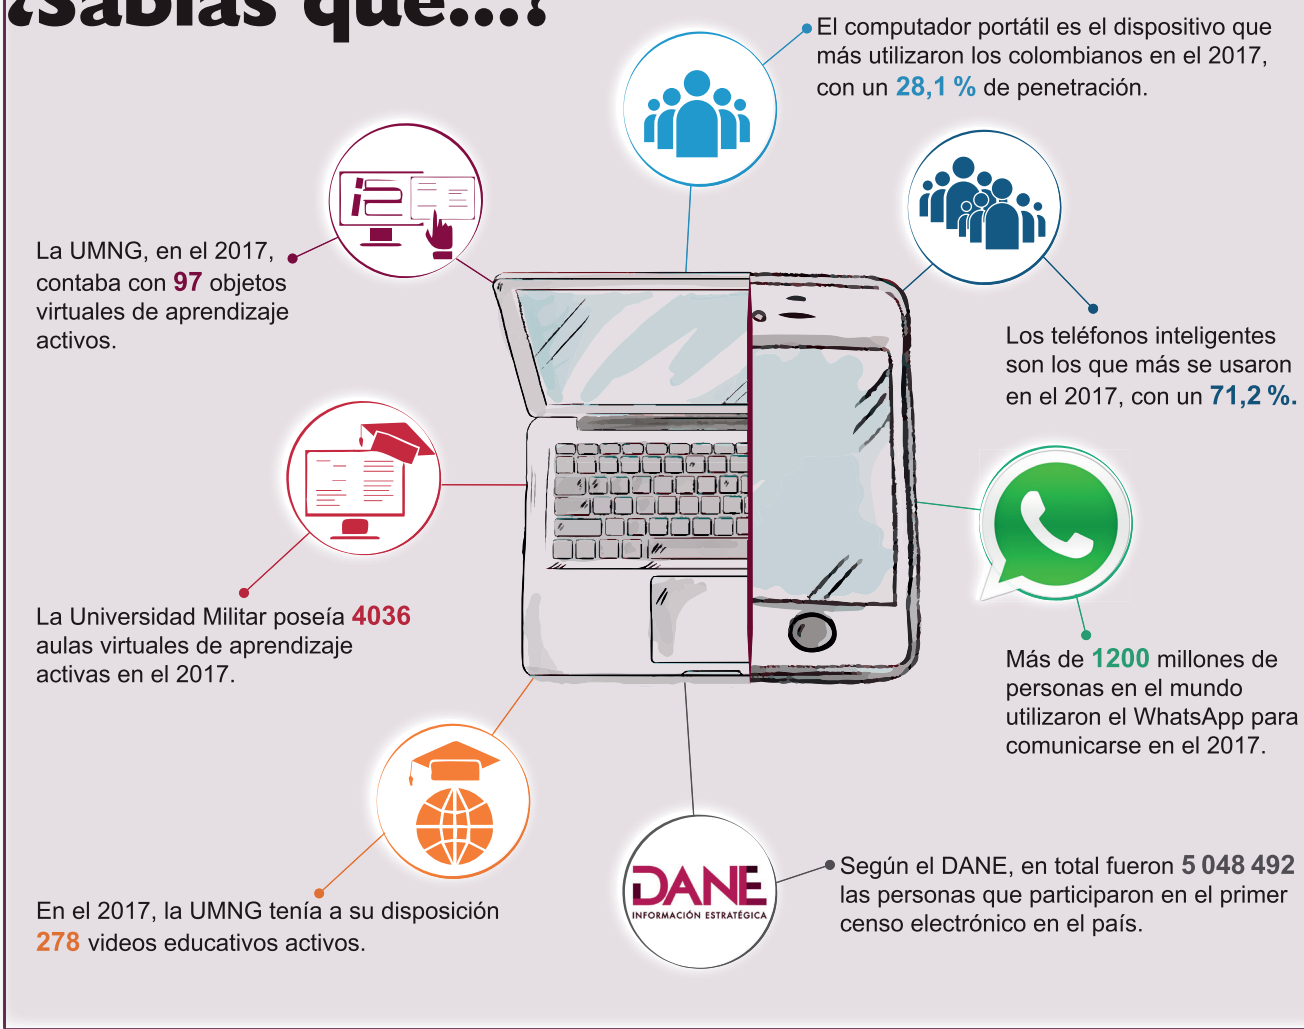 ¿Sabías que...?
El computador portátil es el dispositivo que
más utilizaron los colombianos en el 2017,
con un 28,1 % de penetración.
La UMNG, en el 2017,
contaba con 97 objetos
virtuales de aprendizaje
activos.
Los teléfonos inteligentes
son los que más se usaron
en el 2017, con un 71,2 %.
La Universidad Militar poseía 4036
aulas virtuales de aprendizaje
activas en el 2017.
Más de 1200 millones de
personas en el mundo
utilizaron el WhatsApp para
comunicarse en el 2017.
En el 2017, la UMNG tenía a su disposición
278 videos educativos activos.
DANE
INFORMACIÓN ESTRATÉGICA
Según el DANE, en total fueron 5 048 492
las personas que participaron en el primer
censo electrónico en el país.